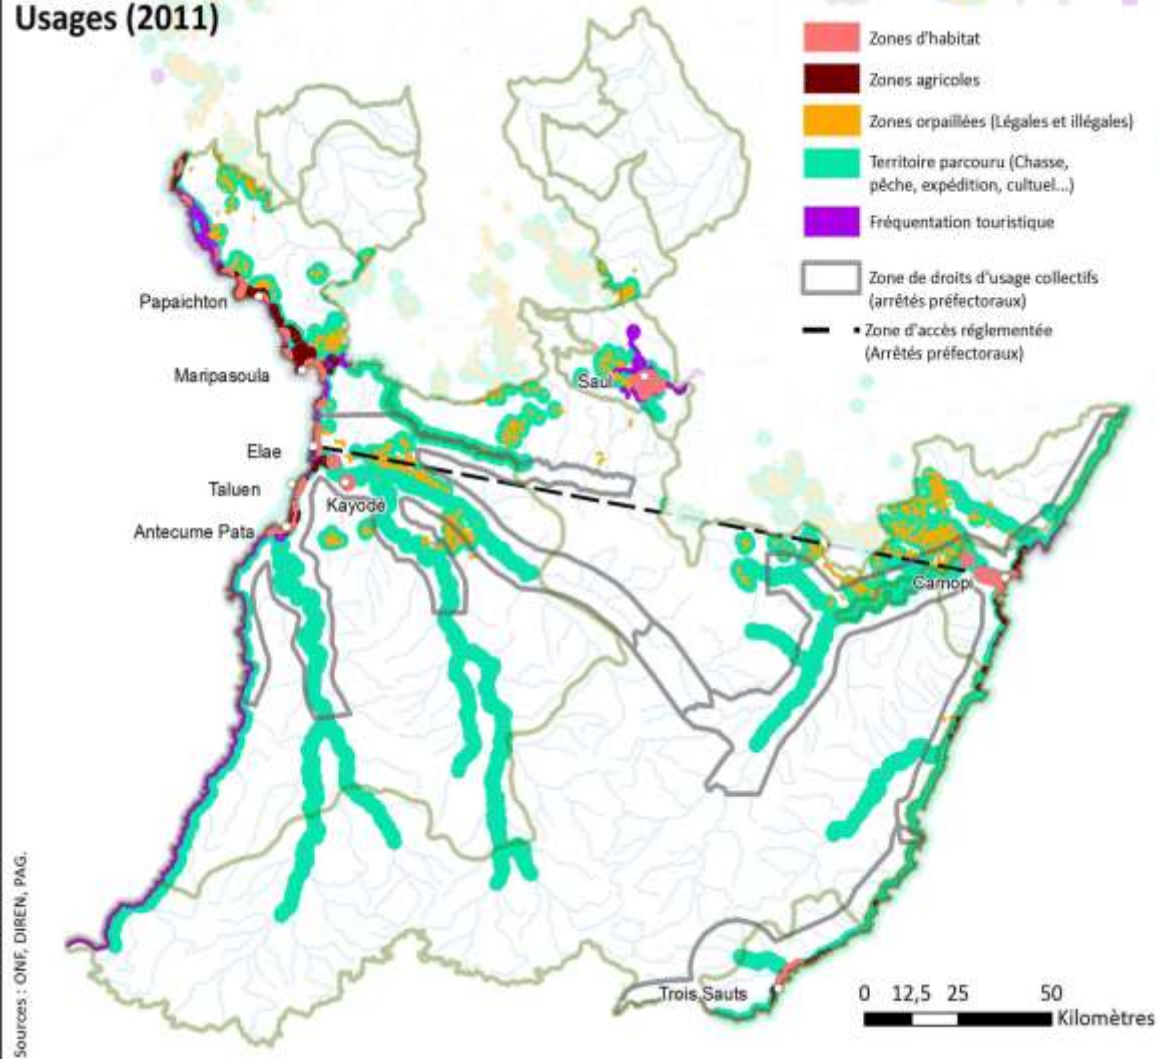 Usages (2011)
Zones d'habitat
Zones agricoles
Zones orpaillées (Légales et illégales)
Territoire parcouru (Chasse,
pêche, expédition, cultuel...)
Fréquentation touristique
Zone de droits d'usage collectifs
(arrêtés préfectoraux)
Zone d'accès réglementée
(Arrêtés préfectoraux)
Papaichton
Maripasoula
Saul
Elae
Taluen
Kayodé
Antecume Pata
Camopi
Trois Sauts
0 12,5 25 50
Kilomètres
Sources : ONF, DIREN, PAG.